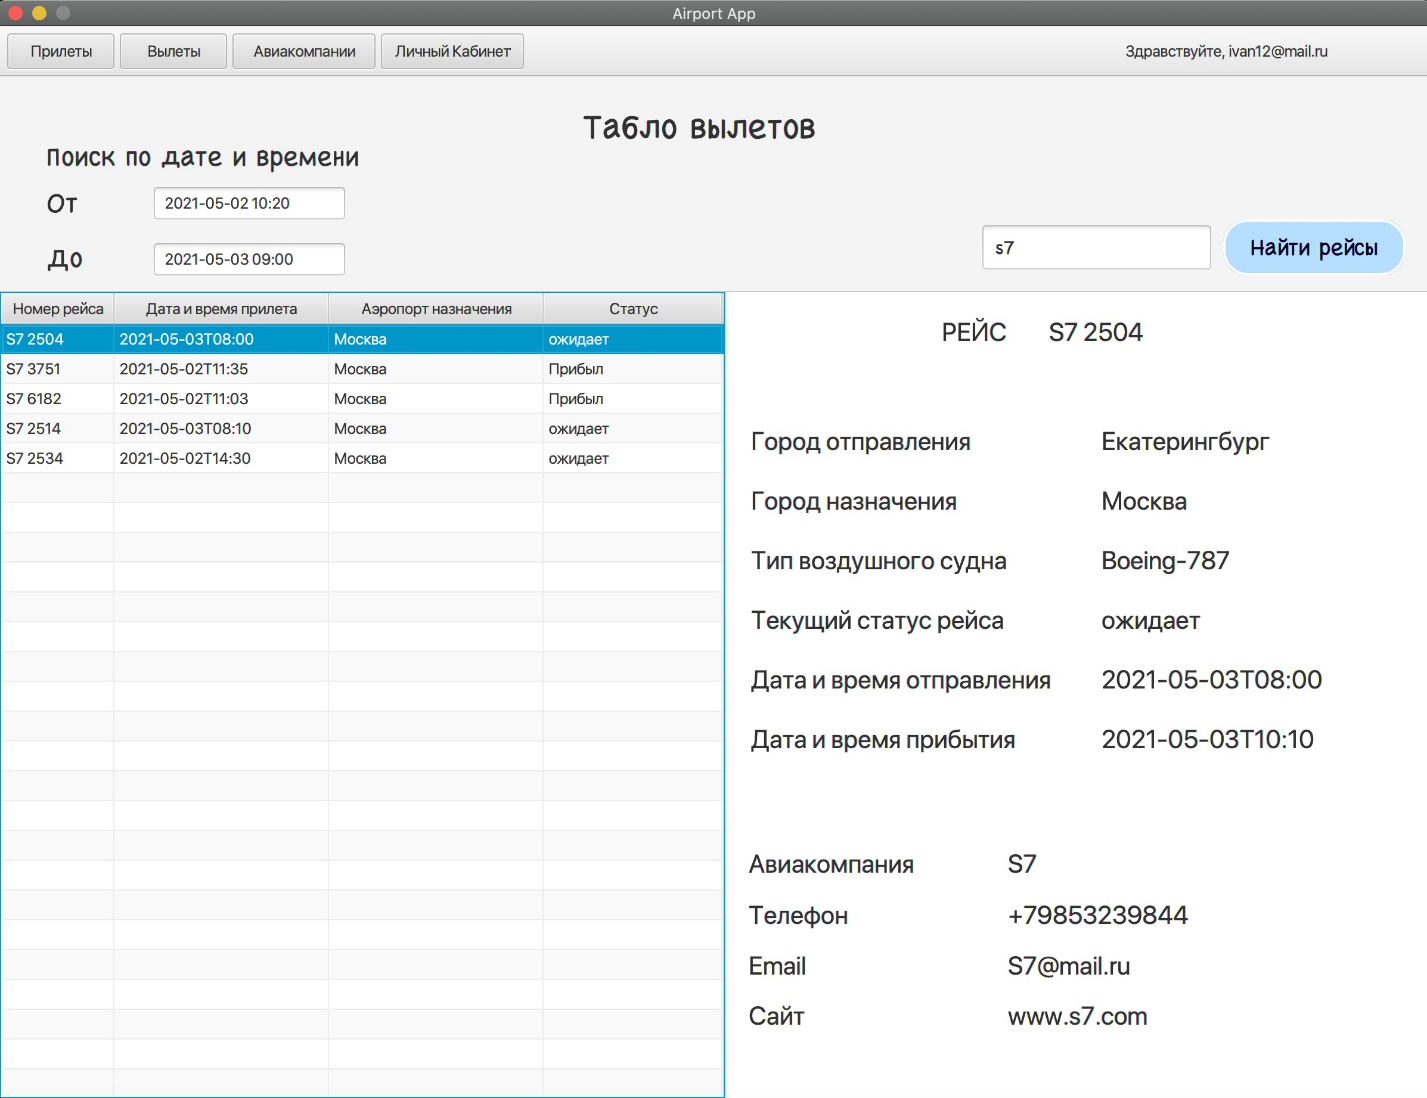 Airport App
Прилеты Вылеты Авиакомпании Личный Кабинет Здравствуйте, ivan12@mail.ru
Табло вылетов
Поиск по дате и времени
От 2021-05-02 10:20
s7 Найти рейсы
До 2021-05-03 09:00
Номер рейса Дата и время прилета Аэропорт назначения Статус
S7 2504 2021-05-03T08:00 Москва ожидает
S7 3751 2021-05-02T11:35 Москва Прибыл
S7 6182 2021-05-02T11:03 Москва Прибыл
S7 2514 2021-05-03T08:10 Москва ожидает
S7 2534 2021-05-02T14:30 Москва ожидает
РЕЙС S7 2504
Город отправления Екатерингбург
Город назначения Москва
Тип воздушного судна Boeing-787
Текущий статус рейса ожидает
Дата и время отправления 2021-05-03T08:00
Дата и время прибытия 2021-05-03T10:10
Авиакомпания S7
Телефон +79853239844
Email S7@mail.ru
Сайт www.s7.com